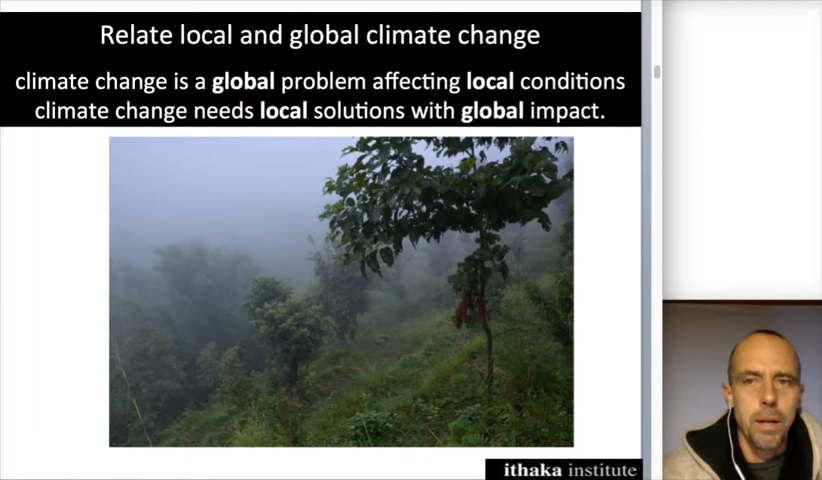 Relate local and global climate change
climate change is a global problem affecting local conditions
climate change needs local solutions with global impact.
ithaka institute